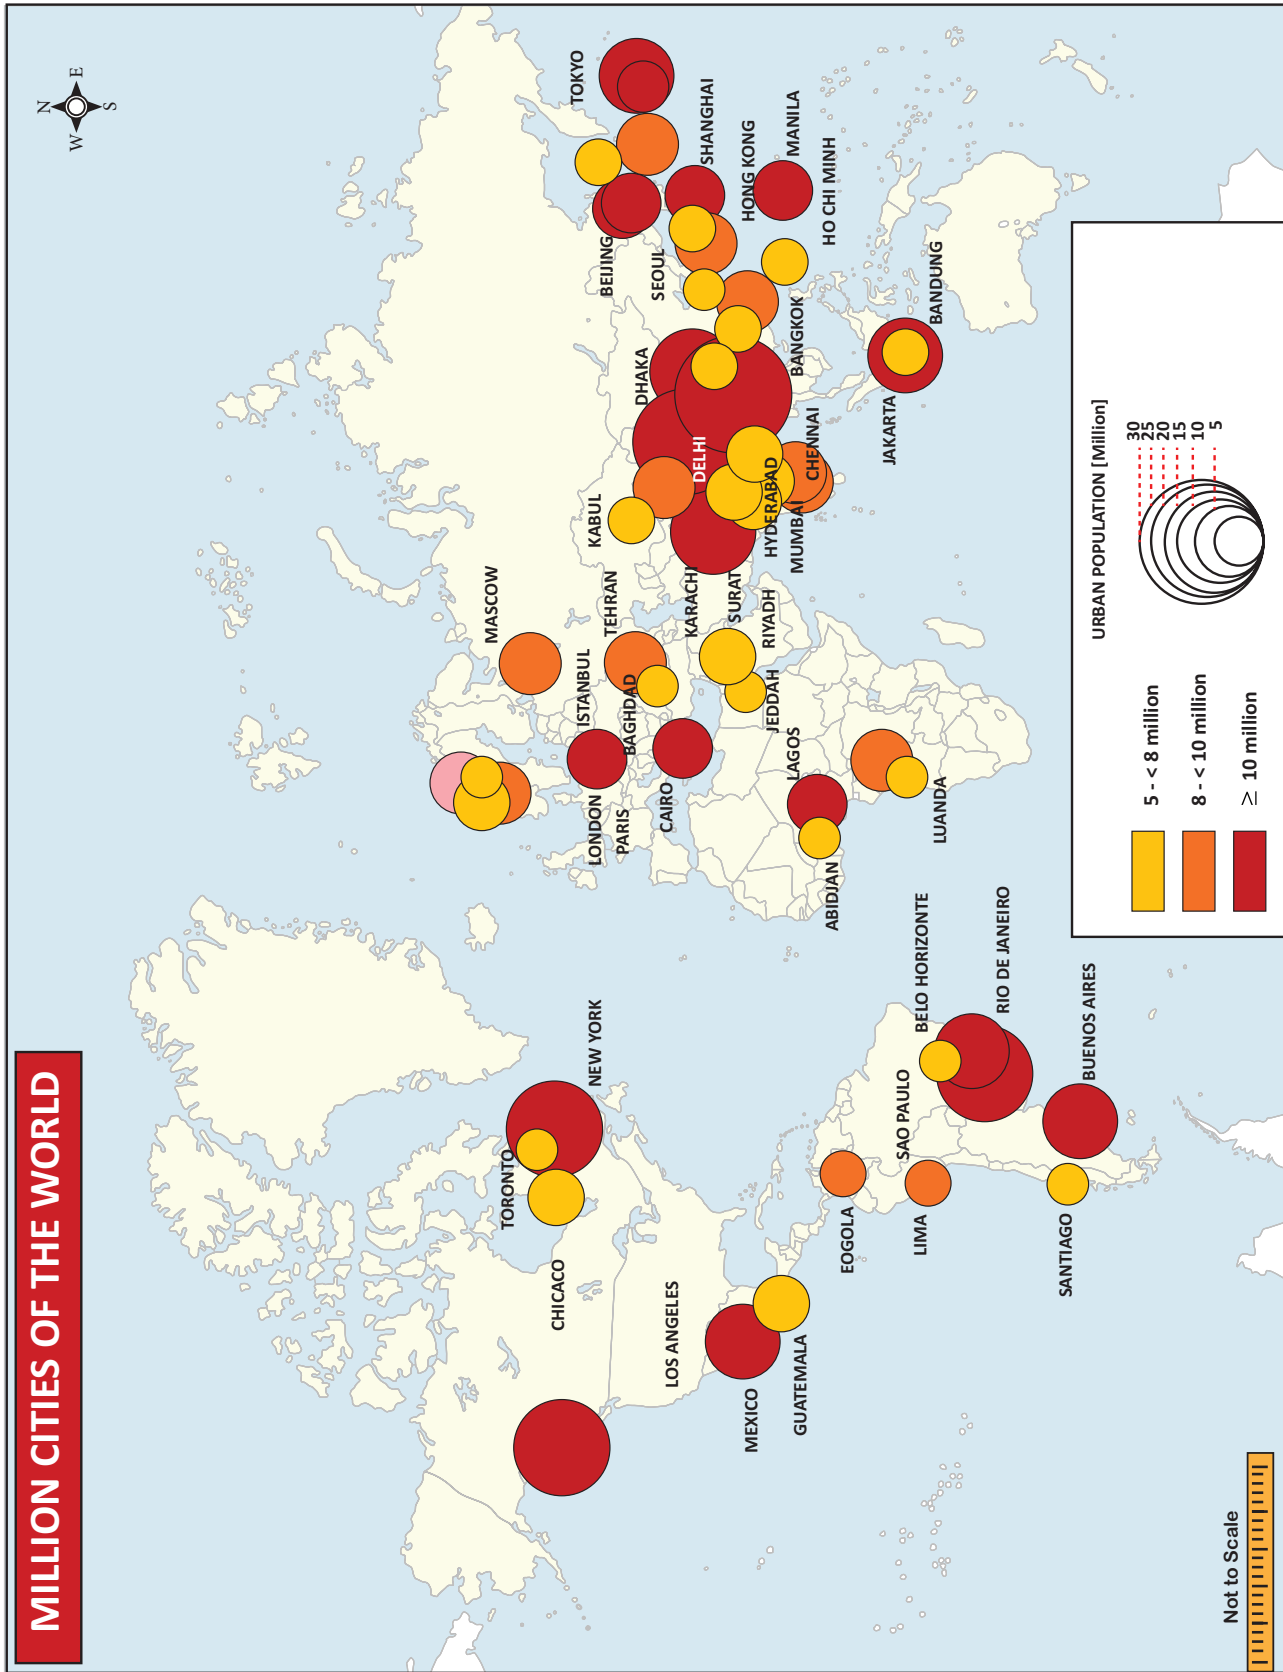 MILLION CITIES OF THE WORLD
N
W
E
S
TORONTO
NEW YORK
CHICACO
LOS ANGELES
MEXICO
GUATEMALA
EOGOLA
LIMA
SAO PAULO
BELO HORIZONTE
RIO DE JANEIRO
SANTIAGO
BUENOS AIRES
MASCOW
LONDON
PARIS
ISTANBUL
CAIRO
BAGHDAD
TEHRAN
KABUL
KARACHI
SURAT
RIYADH
JEDDAH
LAGOS
ABIDJAN
LUANDA
DELHI
DHAKA
HYDERABAD
MUMBAI
CHENNAI
BANGKOK
BEIJING
SEOUL
TOKYO
SHANGHAI
HONG KONG
MANILA
HO CHI MINH
JAKARTA
BANDUNG
5 - < 8 million
8 - < 10 million
≥ 10 million
URBAN POPULATION [Million]
30
25
20
15
10
5
Not to Scale